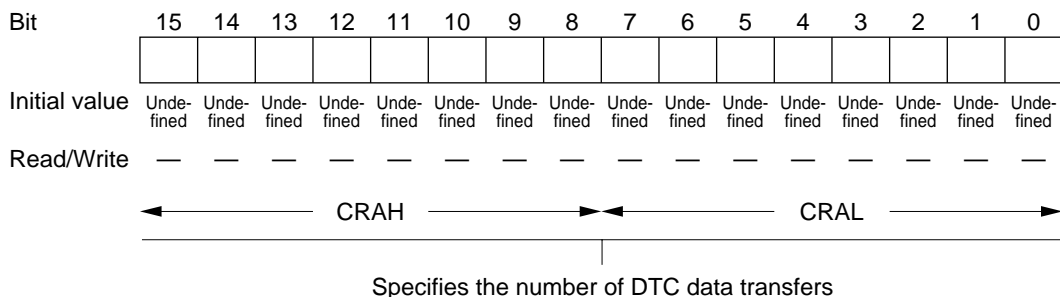 Bit 15 14 13 12 11 10 9 8 7 6 5 4 3 2 1 0
Initial value Unde- Unde- Unde- Unde- Unde- Unde- Unde- Unde- Unde- Unde- Unde- Unde- Unde- Unde- Unde- Unde-
fined fined fined fined fined fined fined fined fined fined fined fined fined fined fined fined
Read/Write — — — — — — — — — — — — — — — —
CRAH CRAL
Specifies the number of DTC data transfers